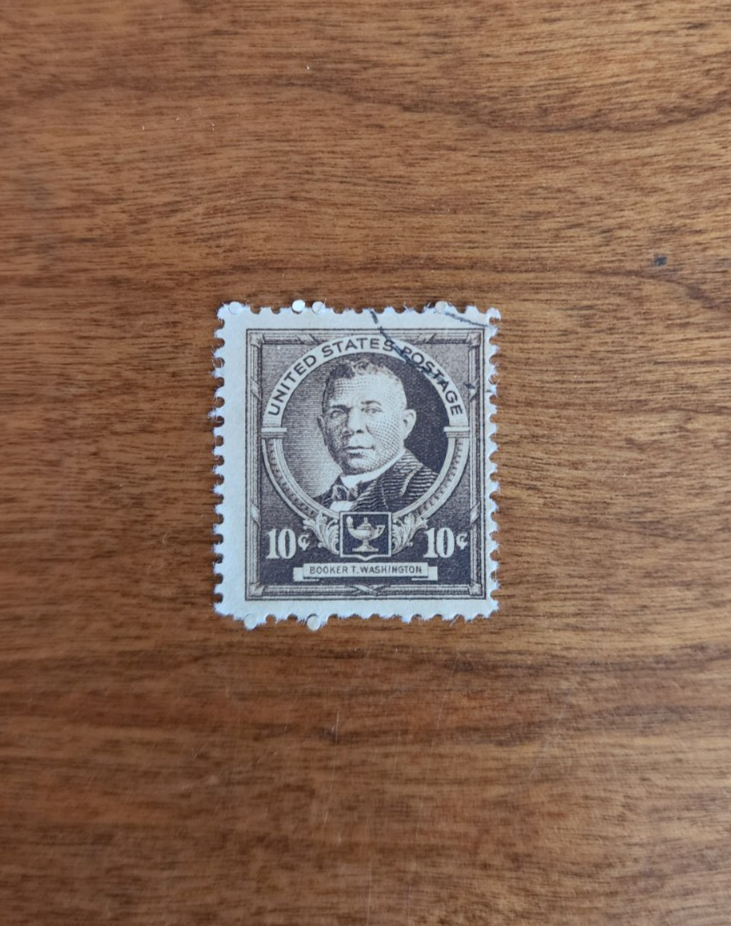 UNITED STATES POSTAGE
10¢ 10¢
BOOKER T. WASHINGTON